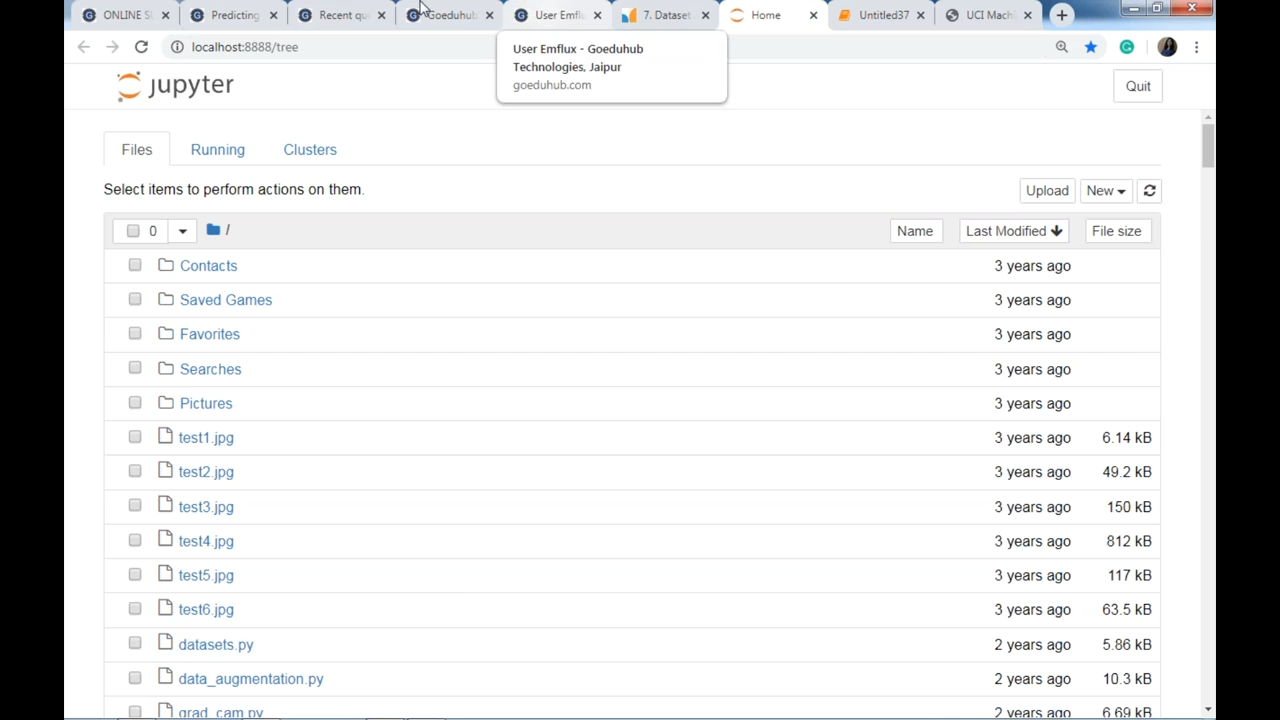 ONLINE S
Predicting
Recent qu
Goeduhub
User Emflu
7. Dataset
Home
Untitled37
UCI Machi
localhost:8888/tree
User Emflux - Goeduhub
Technologies, Jaipur
goeduhub.com
jupyter
Quit
Files
Running
Clusters
Select items to perform actions on them.
Upload
New
0
/
Name
Last Modified
File size
Contacts 3 years ago
Saved Games 3 years ago
Favorites 3 years ago
Searches 3 years ago
Pictures 3 years ago
test1.jpg 3 years ago 6.14 kB
test2.jpg 3 years ago 49.2 kB
test3.jpg 3 years ago 150 kB
test4.jpg 3 years ago 812 kB
test5.jpg 3 years ago 117 kB
test6.jpg 3 years ago 63.5 kB
datasets.py 2 years ago 5.86 kB
data_augmentation.py 2 years ago 10.3 kB
grad_cam.py 2 years ago 6.69 kB